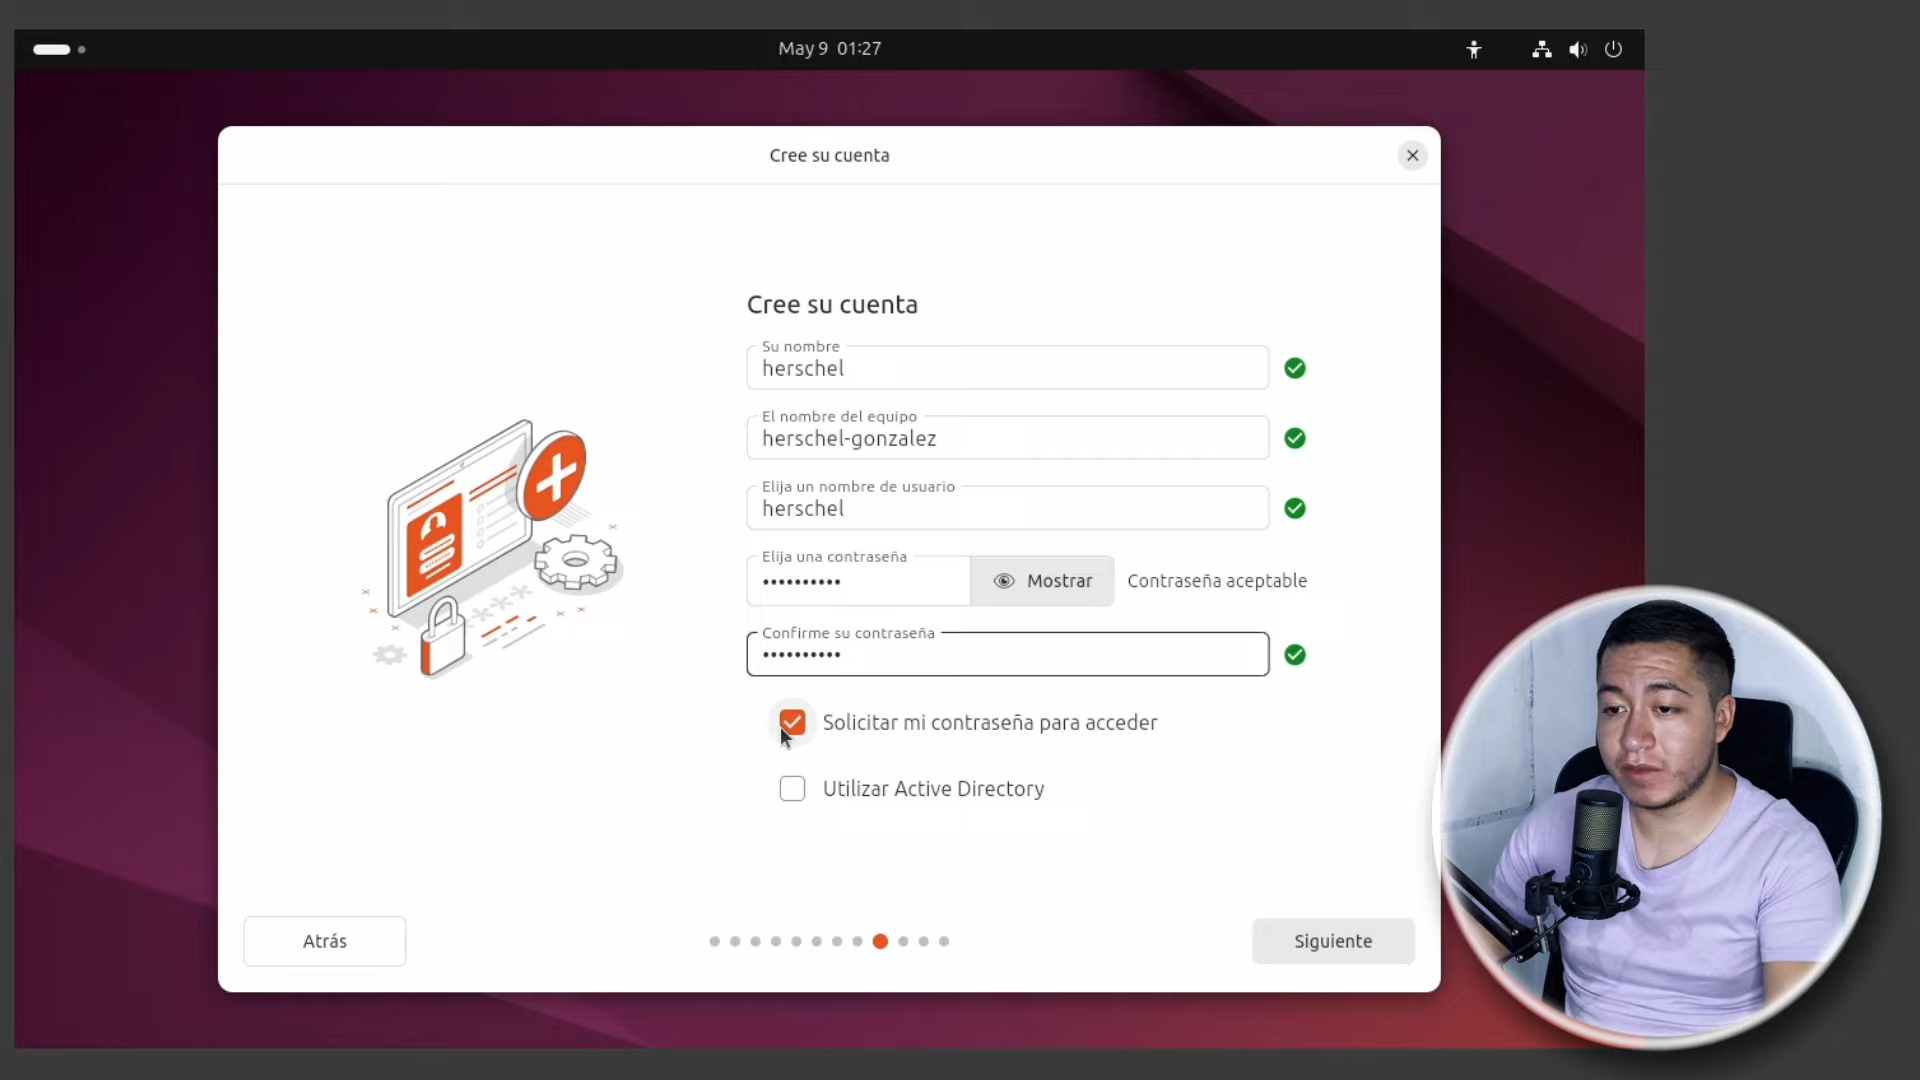 May 9 01:27
Cree su cuenta
Cree su cuenta
Su nombre
herschel
El nombre del equipo
herschel-gonzalez
Elija un nombre de usuario
herschel
Elija una contraseña
••••••••••
Mostrar
Contraseña aceptable
Confirme su contraseña
••••••••••
Solicitar mi contraseña para acceder
Utilizar Active Directory
Atrás
Siguiente